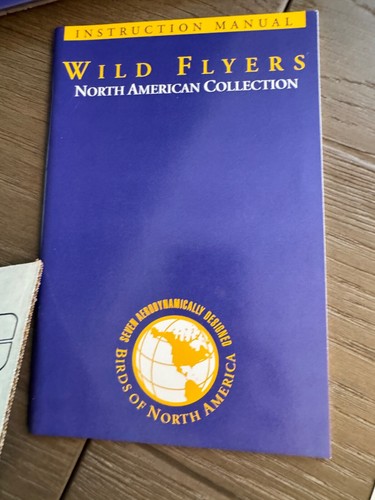 INSTRUCTION MANUAL
WILD FLYERS
NORTH AMERICAN COLLECTION
SEVEN AERODYNAMICALLY DESIGNED
BIRDS OF NORTH AMERICA